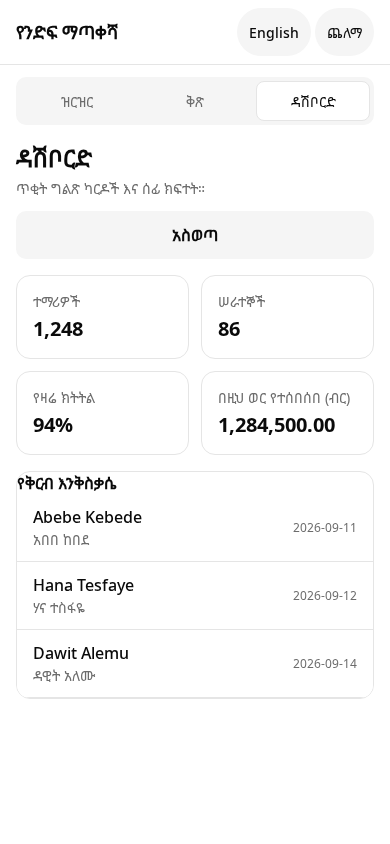 የንድፍ ማጣቀሻ
English
ጨለማ
ዝርዝር
ቅጽ
ዳሽቦርድ
ዳሽቦርድ
ጥቂት ግልጽ ካርዶች እና ሰፊ ክፍተት።
አስወጣ
ተማሪዎች
1,248
ሠራተኞች
86
የዛሬ ክትትል
94%
በዚህ ወር የተሰበሰበ (ብር)
1,284,500.00
የቅርብ እንቅስቃሴ
Abebe Kebede
አበበ ከበደ
2026-09-11
Hana Tesfaye
ሃና ተስፋዬ
2026-09-12
Dawit Alemu
ዳዊት አለሙ
2026-09-14